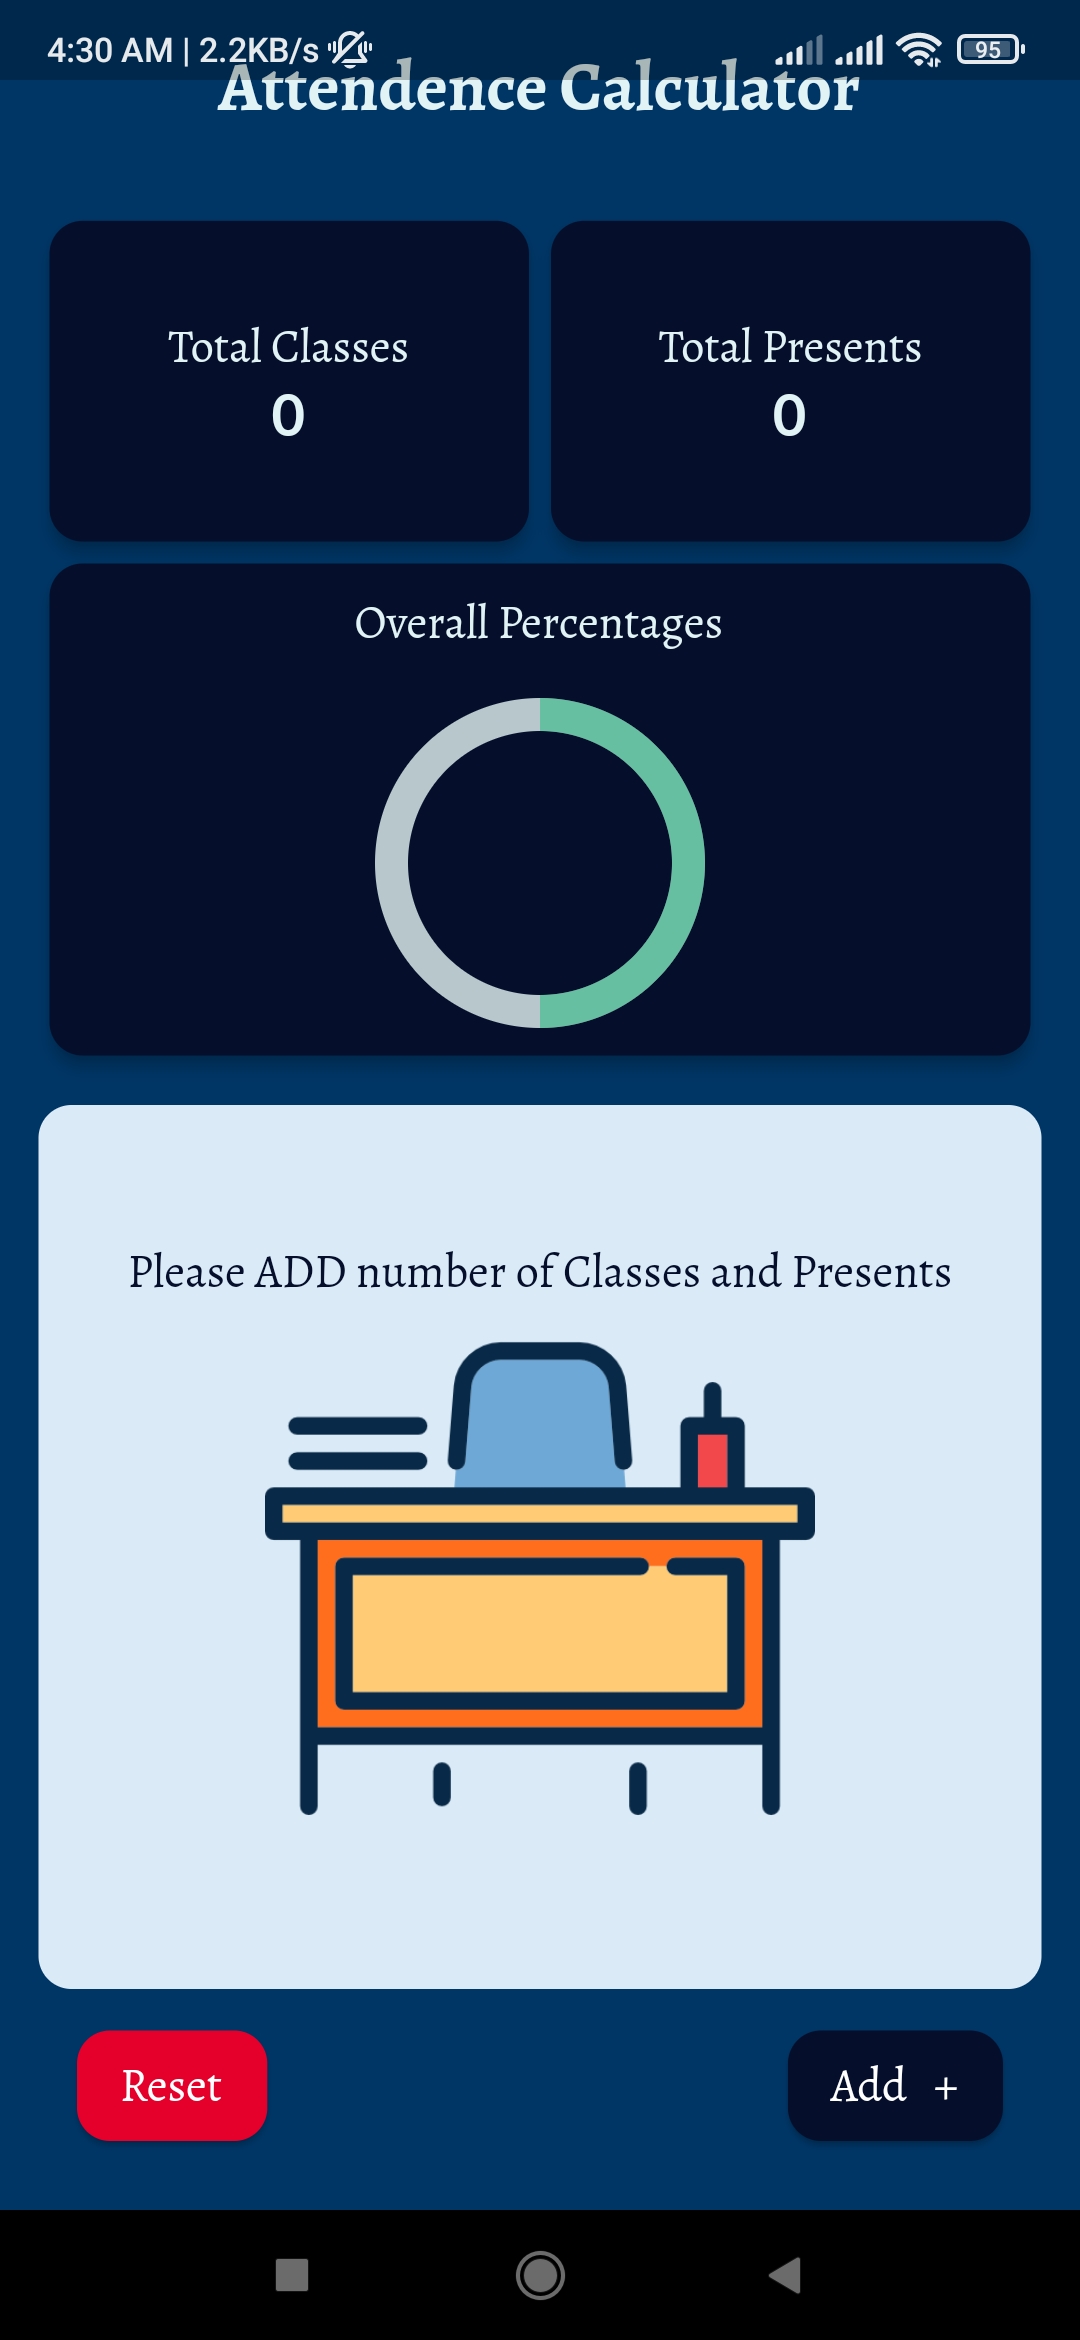 4:30 AM | 2.2KB/s 95
Attendence Calculator
Total Classes
0
Total Presents
0
Overall Percentages
Please ADD number of Classes and Presents
Reset
Add +